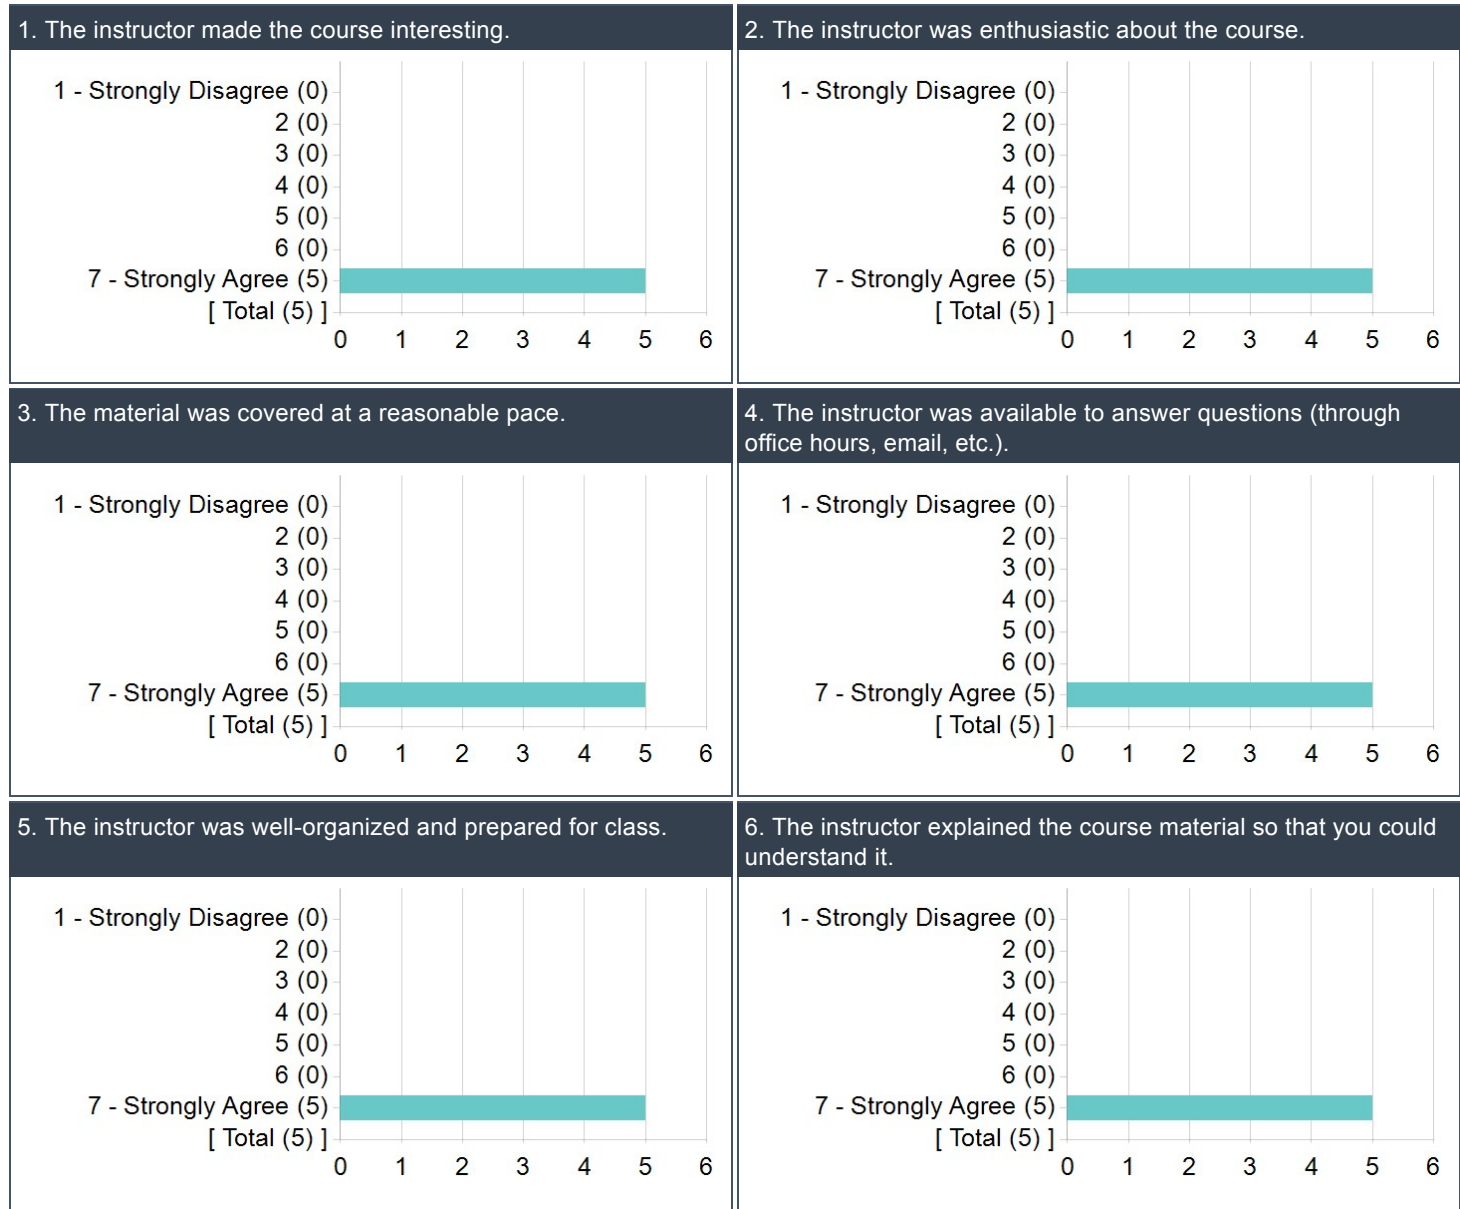 1. The instructor made the course interesting.
1 - Strongly Disagree (0)
2 (0)
3 (0)
4 (0)
5 (0)
6 (0)
7 - Strongly Agree (5)
[ Total (5) ]
0 1 2 3 4 5 6
2. The instructor was enthusiastic about the course.
1 - Strongly Disagree (0)
2 (0)
3 (0)
4 (0)
5 (0)
6 (0)
7 - Strongly Agree (5)
[ Total (5) ]
0 1 2 3 4 5 6
3. The material was covered at a reasonable pace.
1 - Strongly Disagree (0)
2 (0)
3 (0)
4 (0)
5 (0)
6 (0)
7 - Strongly Agree (5)
[ Total (5) ]
0 1 2 3 4 5 6
4. The instructor was available to answer questions (through
office hours, email, etc.).
1 - Strongly Disagree (0)
2 (0)
3 (0)
4 (0)
5 (0)
6 (0)
7 - Strongly Agree (5)
[ Total (5) ]
0 1 2 3 4 5 6
5. The instructor was well-organized and prepared for class.
1 - Strongly Disagree (0)
2 (0)
3 (0)
4 (0)
5 (0)
6 (0)
7 - Strongly Agree (5)
[ Total (5) ]
0 1 2 3 4 5 6
6. The instructor explained the course material so that you could
understand it.
1 - Strongly Disagree (0)
2 (0)
3 (0)
4 (0)
5 (0)
6 (0)
7 - Strongly Agree (5)
[ Total (5) ]
0 1 2 3 4 5 6